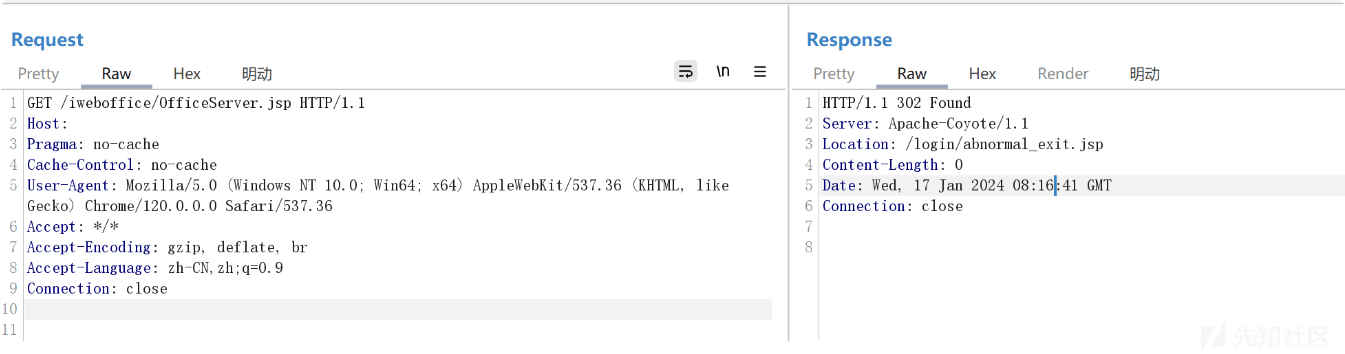 Request
Pretty Raw Hex 明动 \n
1 GET /iweboffice/OfficeServer.jsp HTTP/1.1
2 Host:
3 Pragma: no-cache
4 Cache-Control: no-cache
5 User-Agent: Mozilla/5.0 (Windows NT 10.0; Win64; x64) AppleWebKit/537.36 (KHTML, like
Gecko) Chrome/120.0.0.0 Safari/537.36
6 Accept: */*
7 Accept-Encoding: gzip, deflate, br
8 Accept-Language: zh-CN,zh;q=0.9
9 Connection: close
10
11
Response
Pretty Raw Hex Render 明动
1 HTTP/1.1 302 Found
2 Server: Apache-Coyote/1.1
3 Location: /login/abnormal_exit.jsp
4 Content-Length: 0
5 Date: Wed, 17 Jan 2024 08:16:41 GMT
6 Connection: close
7
8
先知社区